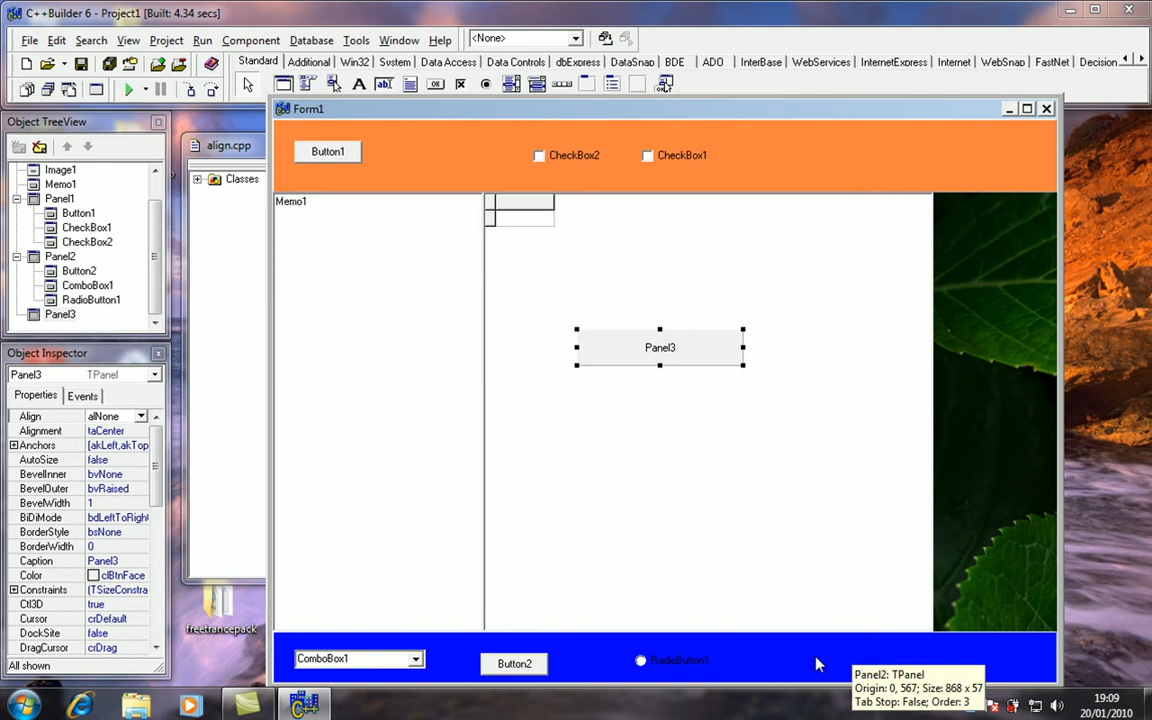 C++Builder 6 - Project1 [Built: 4.34 secs]
File Edit Search View Project Run Component Database Tools Window Help <None>
Standard Additional Win32 System Data Access Data Controls dbExpress DataSnap BDE ADO InterBase WebServices InternetExpress Internet WebSnap FastNet Decision
Object TreeView
Image1
Memo1
Panel1
Button1
CheckBox1
CheckBox2
Panel2
Button2
ComboBox1
RadioButton1
Panel3
align.cpp
Classes
Form1
Button1
CheckBox2
CheckBox1
Memo1
Panel3
ComboBox1
Button2
RadioButton1
Object Inspector
Panel3 TPanel
Properties Events
Align alNone
Alignment taCenter
Anchors [akLeft,akTop
AutoSize false
BevelInner bvNone
BevelOuter bvRaised
BevelWidth 1
BiDiMode bdLeftToRigh
BorderStyle bsNone
BorderWidth 0
Caption Panel3
Color clBtnFace
Constraints (TSizeConstra
Ctl3D true
Cursor crDefault
DockSite false
DragCursor crDrag
All shown
freetrancepack
Panel2: TPanel
Origin: 0, 567; Size: 868 x 57
Tab Stop: False; Order: 3
19:09
20/01/2010